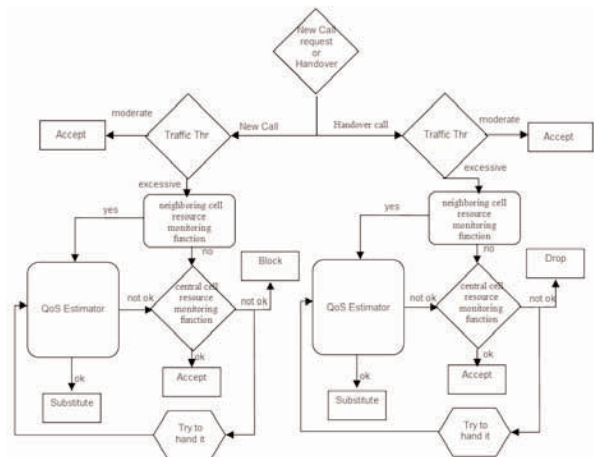 New Call
request
or
Handover
moderate
Accept
Traffic Thr
New Call
Handover call
Traffic Thr
moderate
Accept
excessive
neighboring cell
resource
monitoring
function
yes
no
QoS Estimator
not ok
central cell
resource
monitoring
function
not ok
Block
ok
Accept
ok
Substitute
Try to
hand it
excessive
neighboring cell
resource
monitoring
function
yes
no
QoS Estimator
not ok
central cell
resource
monitoring
function
not ok
Drop
ok
Accept
ok
Substitute
Try to
hand it